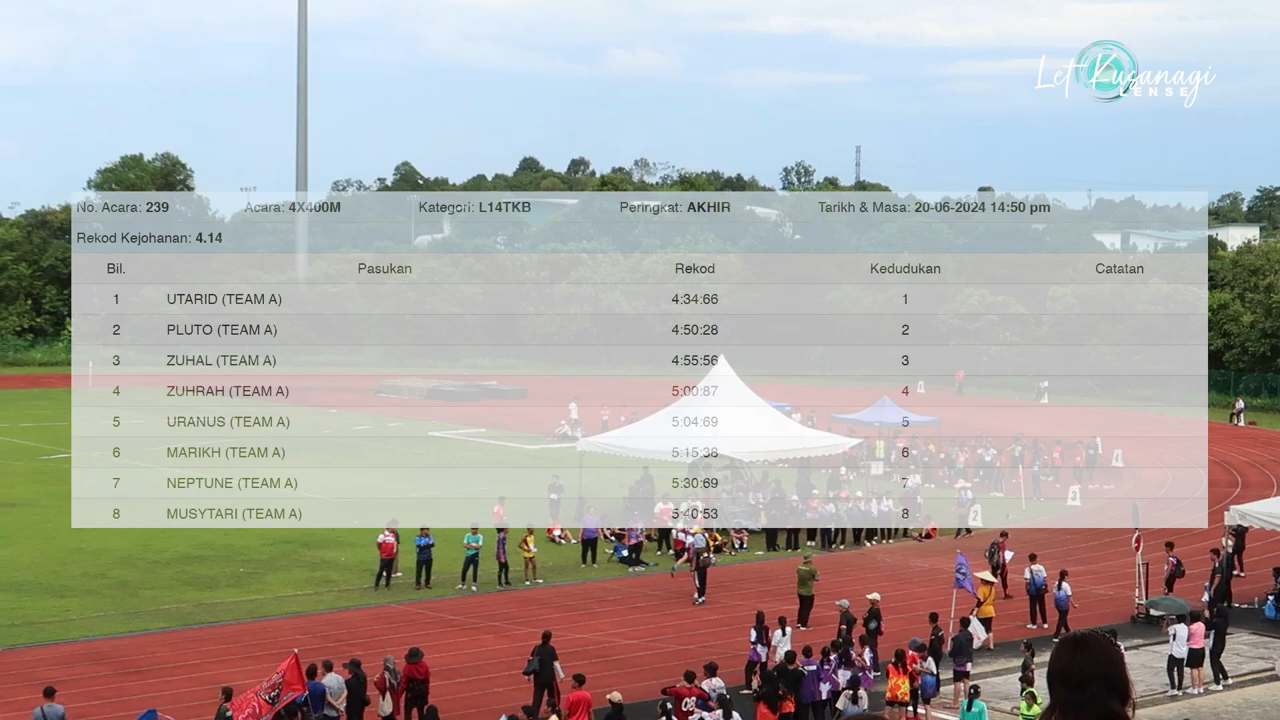 Let Kusanagi
LENSE
No. Acara: 239 Acara: 4X400M Kategori: L14TKB Peringkat: AKHIR Tarikh & Masa: 20-06-2024 14:50 pm
Rekod Kejohanan: 4.14
Bil. Pasukan Rekod Kedudukan Catatan
1 UTARID (TEAM A) 4:34:66 1
2 PLUTO (TEAM A) 4:50:28 2
3 ZUHAL (TEAM A) 4:55:56 3
4 ZUHRAH (TEAM A) 5:00:87 4
5 URANUS (TEAM A) 5:04:69 5
6 MARIKH (TEAM A) 5:15:38 6
7 NEPTUNE (TEAM A) 5:30:69 7
8 MUSYTARI (TEAM A) 5:40:53 8
4
3
2